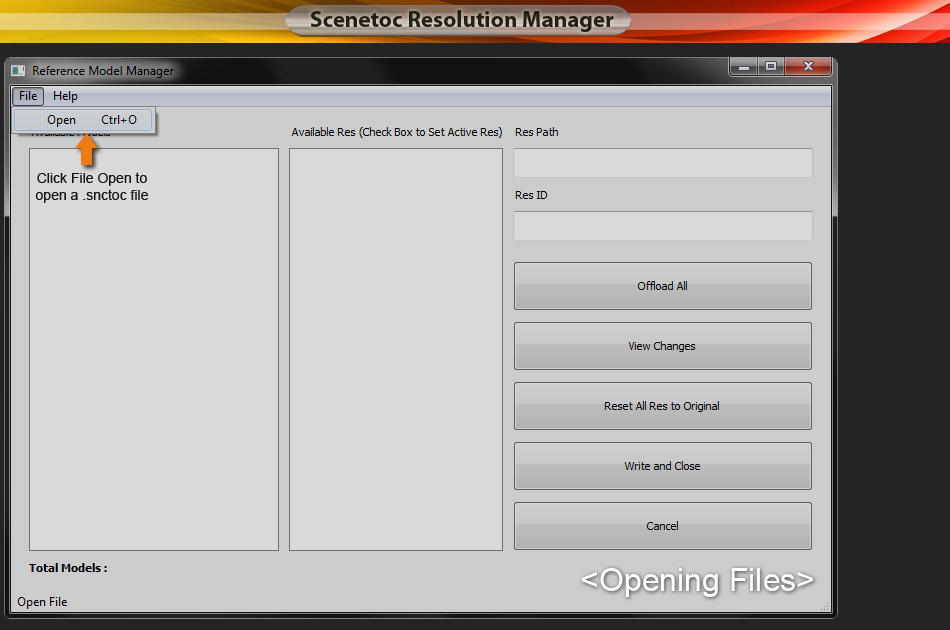 Scenetoc Resolution Manager
Reference Model Manager
File Help
Open Ctrl+O
Available Models
Available Res (Check Box to Set Active Res)
Res Path
Click File Open to
open a .snctoc file
Res ID
Offload All
View Changes
Reset All Res to Original
Write and Close
Cancel
Total Models :
<Opening Files>
Open File